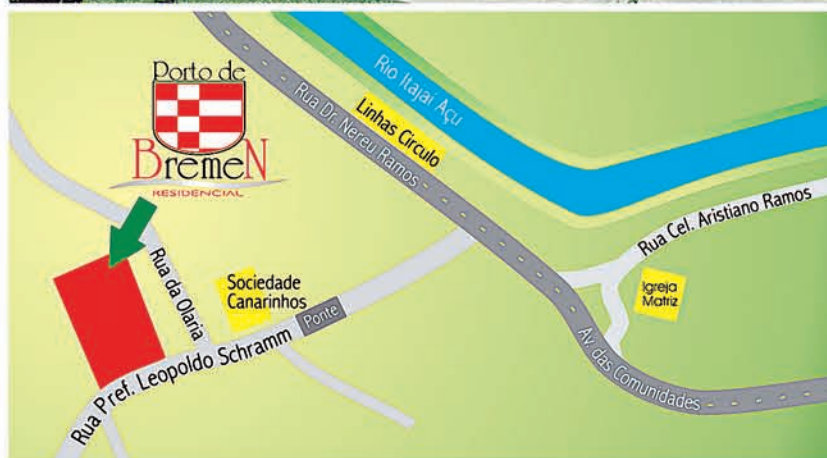 Porto de
BremeN
RESIDENCIAL
Rio Itajaí Açu
Linhas Circulo
Rua Dr. Nereu Ramos
Rua Cel. Aristiano Ramos
Igreja
Matriz
Rua da Olaria
Sociedade
Canarinhos
Ponte
Rua Pref. Leopoldo Schramm
Av. das Comunidades